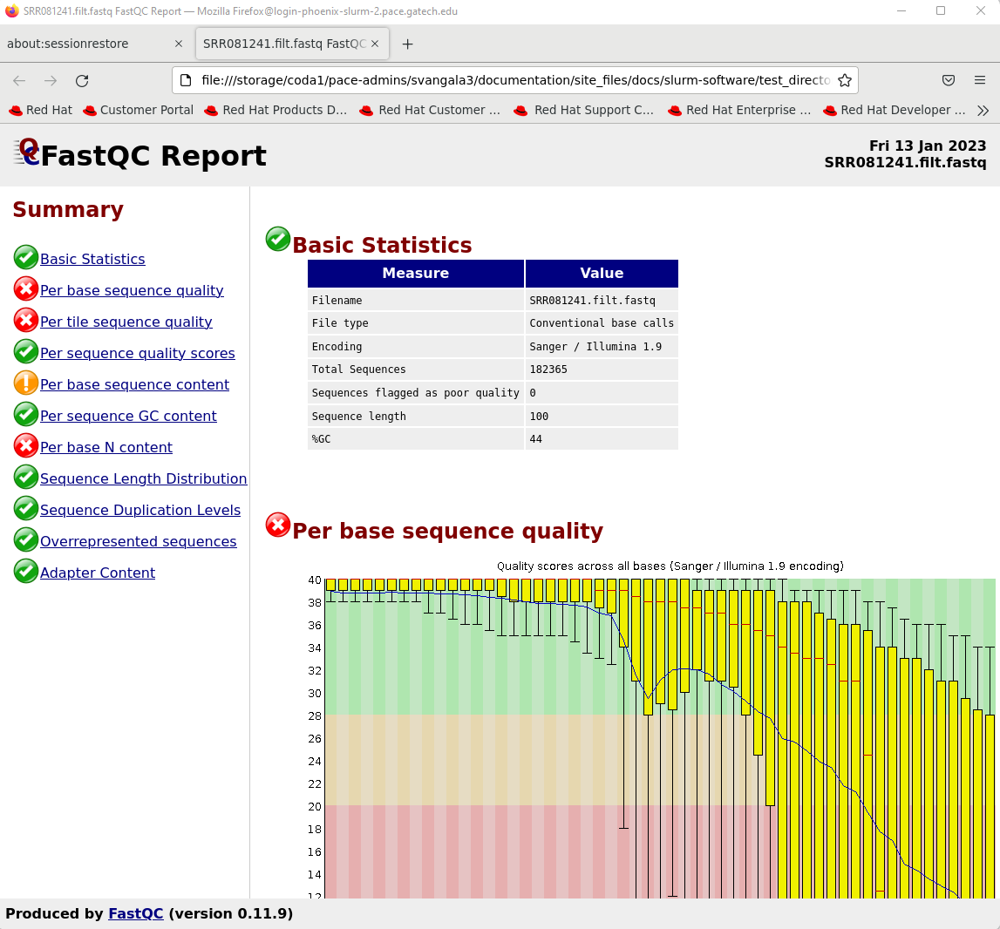 SRR081241.filt.fastq FastQC Report — Mozilla Firefox@login-phoenix-slurm-2.pace.gatech.edu
about:sessionrestore
SRR081241.filt.fastq FastQC
file:///storage/coda1/pace-admins/svangala3/documentation/site_files/docs/slurm-software/test_directo
Red Hat Customer Portal Red Hat Products D… Red Hat Customer … Red Hat Support C… Red Hat Enterprise … Red Hat Developer …
FastQC Report
Fri 13 Jan 2023
SRR081241.filt.fastq
Summary
Basic Statistics
Per base sequence quality
Per tile sequence quality
Per sequence quality scores
Per base sequence content
Per sequence GC content
Per base N content
Sequence Length Distribution
Sequence Duplication Levels
Overrepresented sequences
Adapter Content
Basic Statistics
Measure Value
Filename SRR081241.filt.fastq
File type Conventional base calls
Encoding Sanger / Illumina 1.9
Total Sequences 182365
Sequences flagged as poor quality 0
Sequence length 100
%GC 44
Per base sequence quality
Quality scores across all bases (Sanger / Illumina 1.9 encoding)
40
38
36
34
32
30
28
26
24
22
20
18
16
14
12
Produced by FastQC (version 0.11.9)